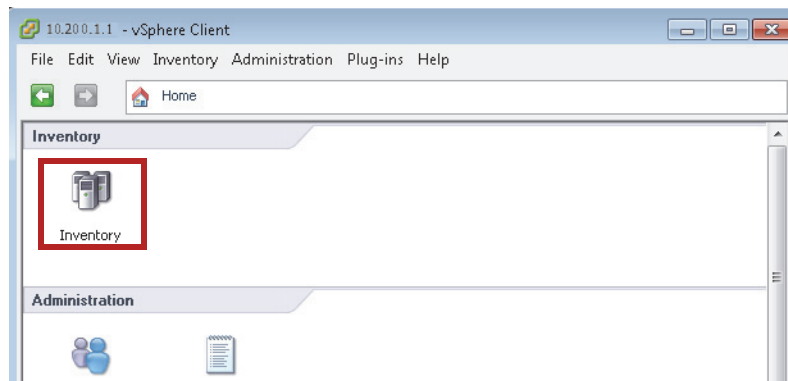 10.200.1.1 - vSphere Client
File Edit View Inventory Administration Plug-ins Help
Home
Inventory
Inventory
Administration